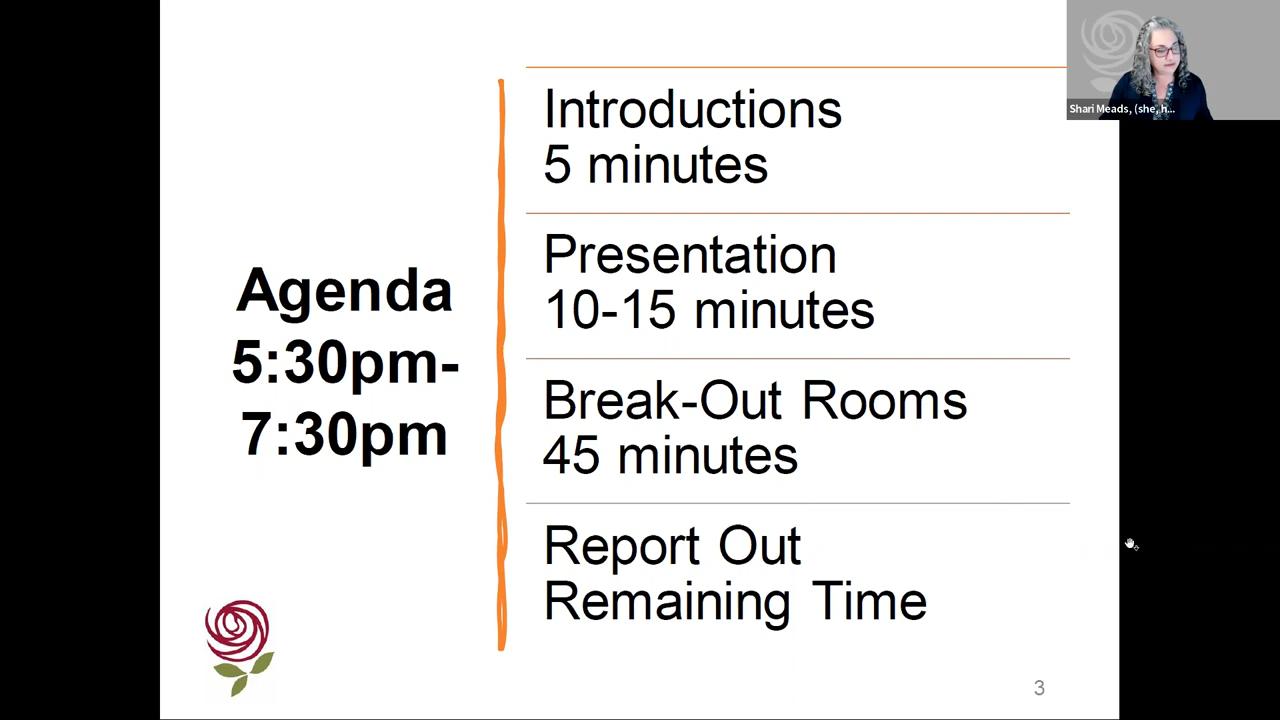 Agenda
5:30pm-
7:30pm
Introductions
5 minutes
Presentation
10-15 minutes
Break-Out Rooms
45 minutes
Report Out
Remaining Time
3
Shari Meads, (she, h...